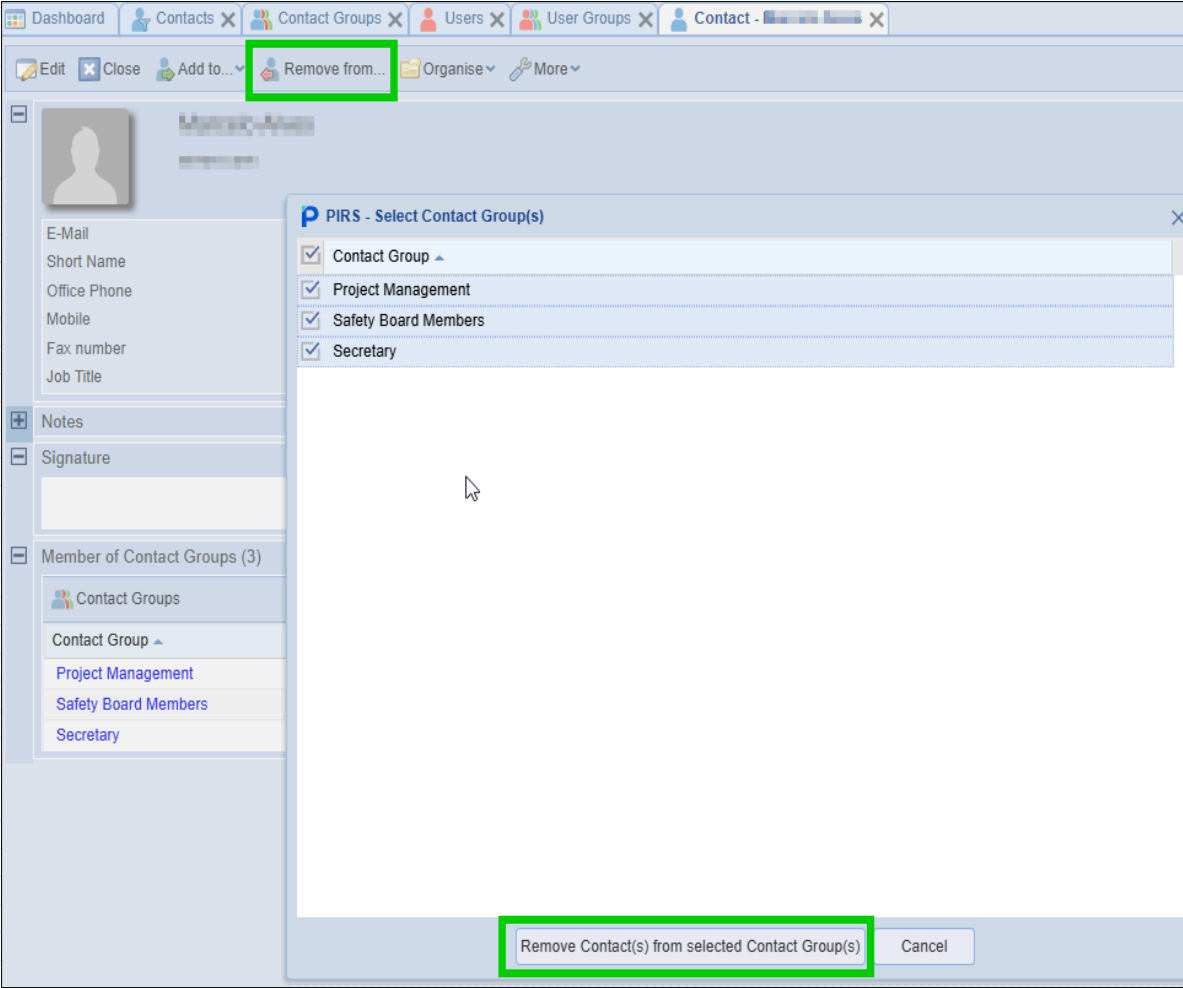 Dashboard Contacts Contact Groups Users User Groups Contact -
Edit Close Add to... Remove from... Organise More
PIRS - Select Contact Group(s)
E-Mail
Short Name
Office Phone
Mobile
Fax number
Job Title
Contact Group
Project Management
Safety Board Members
Secretary
Notes
Signature
Member of Contact Groups (3)
Contact Groups
Contact Group
Project Management
Safety Board Members
Secretary
Remove Contact(s) from selected Contact Group(s) Cancel